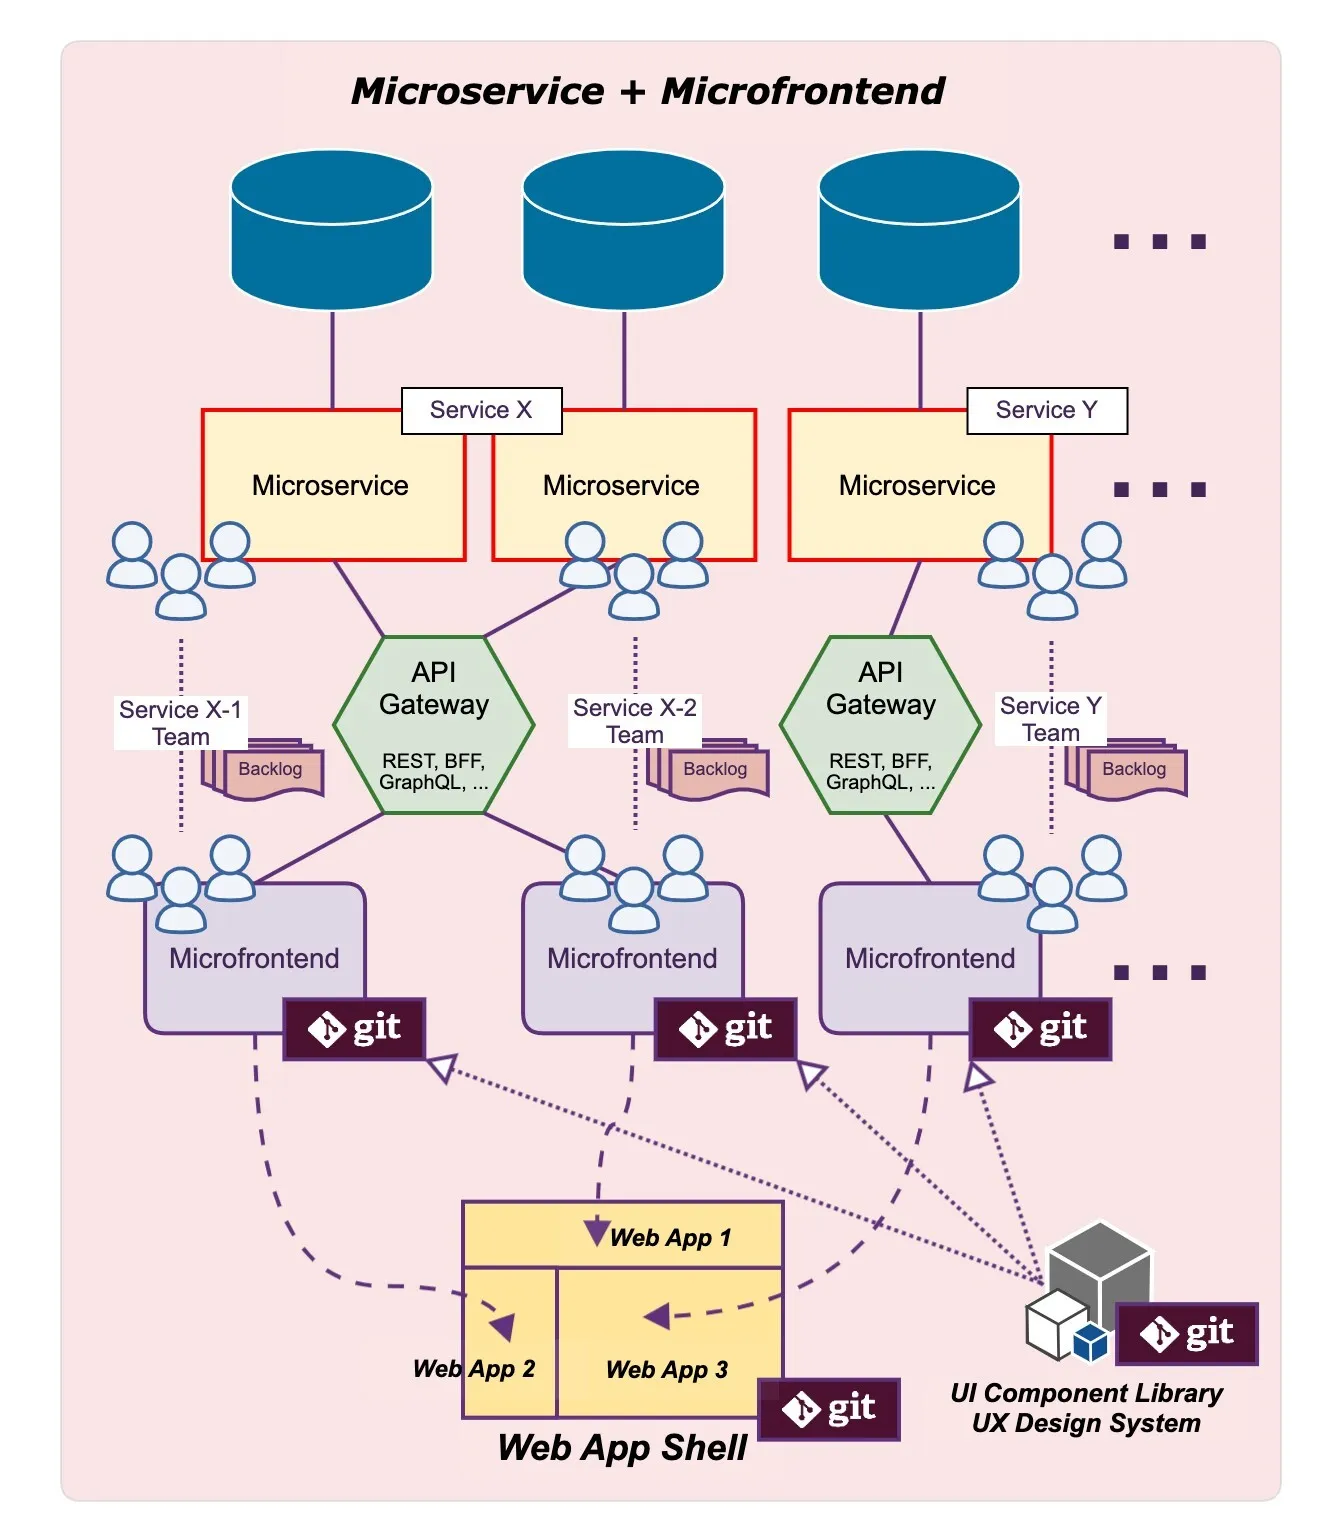 Microservice + Microfrontend
Service X
Service Y
Microservice
Microservice
Microservice
API
Gateway
REST, BFF,
GraphQL, ...
API
Gateway
REST, BFF,
GraphQL, ...
Service X-1
Team
Backlog
Service X-2
Team
Backlog
Service Y
Team
Backlog
Microfrontend
Microfrontend
Microfrontend
git
git
git
Web App 1
Web App 2
Web App 3
git
Web App Shell
git
UI Component Library
UX Design System